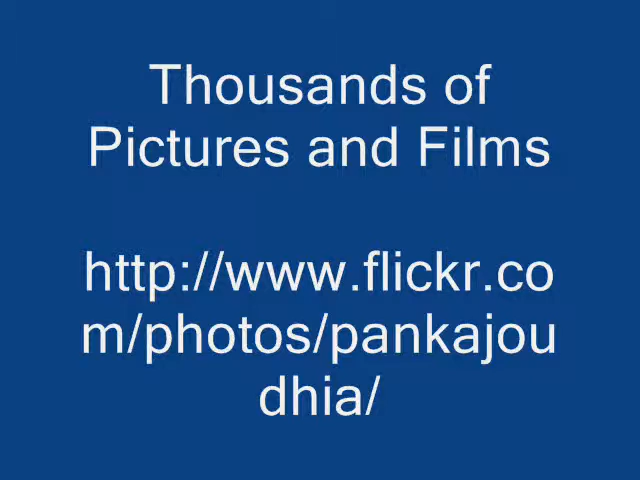 Thousands of
Pictures and Films
http://www.flickr.co
m/photos/pankajou
dhia/